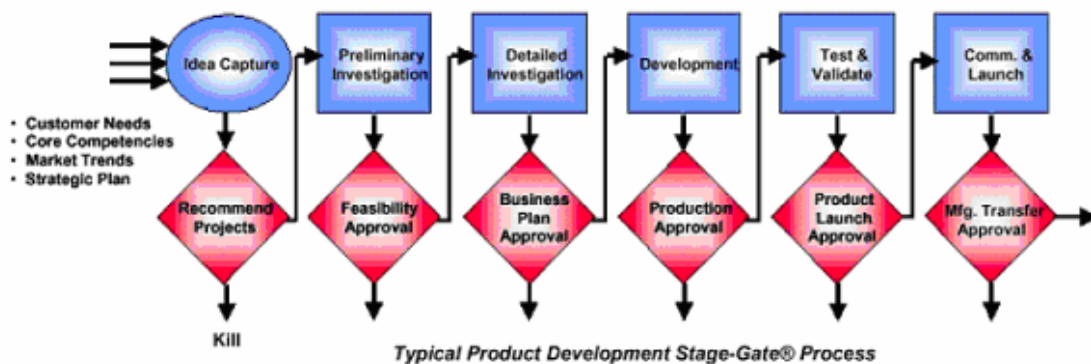 Idea Capture
Preliminary
Investigation
Detailed
Investigation
Development
Test &
Validate
Comm. &
Launch
• Customer Needs
• Core Competencies
• Market Trends
• Strategic Plan
Recommend
Projects
Feasibility
Approval
Business
Plan
Approval
Production
Approval
Product
Launch
Approval
Mfg. Transfer
Approval
Kill
Typical Product Development Stage-Gate® Process